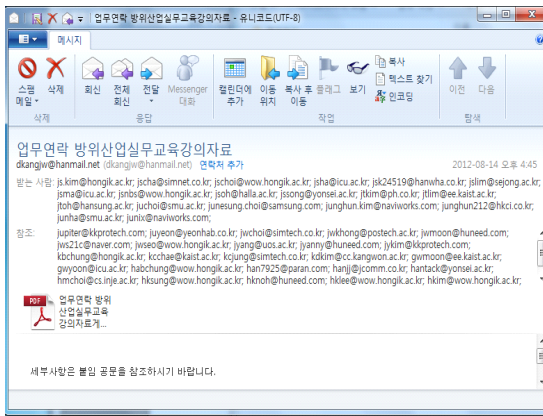 업무연락 방위산업실무교육강의자료 - 유니코드(UTF-8)
메시지
스팸 메일 삭제 회신 전체 회신 전달 Messenger 대화 캘린더에 추가 이동 위치 복사 후 이동 플래그 보기 복사 이전 다음
텍스트 찾기
인코딩
삭제 응답 작업 탐색
업무연락 방위산업실무교육강의자료
dkangjw@hanmail.net (dkangjw@hanmail.net) 연락처 추가 2012-08-14 오후 4:45
받는 사람: js.kim@hongik.ac.kr; jscha@simnet.co.kr; jschoi@wow.hongik.ac.kr; jsha@icu.ac.kr; jsk24519@hanwha.co.kr; jslim@sejong.ac.kr;
jsma@icu.ac.kr; jsnbs@wow.hongik.ac.kr; jsoh@halla.ac.kr; jssong@yonsei.ac.kr; jtkim@ph.co.kr; jtlim@ee.kaist.ac.kr;
jtoh@hansung.ac.kr; juchoi@smu.ac.kr; junesung.choi@samsung.com; junghun.kim@naviworks.com; junghun212@hkci.co.kr;
junha@smu.ac.kr; junix@naviworks.com;
참조: jupiter@kkprotech.com; juyeon@yeonhab.co.kr; jwchoi@simtech.co.kr; jwkhong@postech.ac.kr; jwmoon@huneed.com;
jws21c@naver.com; jwseo@wow.hongik.ac.kr; jyang@uos.ac.kr; jyanny@huneed.com; jykim@kkprotech.com;
kbchung@hongik.ac.kr; kcchae@kaist.ac.kr; kcjung@simtech.co.kr; kdkim@cc.kangwon.ac.kr; gwmoon@ee.kaist.ac.kr;
gwyoon@icu.ac.kr; habchung@wow.hongik.ac.kr; han7925@paran.com; hanjj@jcomm.co.kr; hantack@yonsei.ac.kr;
hmchoi@cs.inje.ac.kr; hksung@wow.hongik.ac.kr; hknoh@huneed.com; hklee@wow.hongik.ac.kr; hkim@wow.hongik.ac.kr;
PDF 업무연락 방위
산업실무교육
강의자료게...
세부사항은 붙임 공문을 참조하시기 바랍니다.